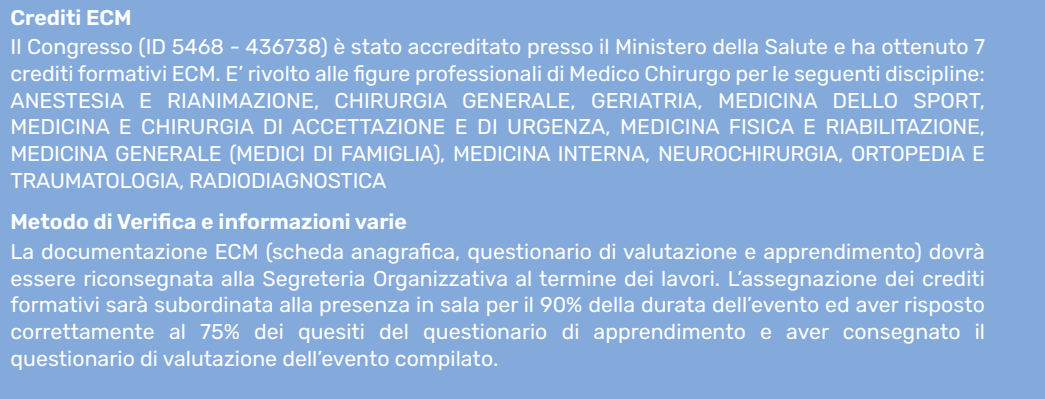 Crediti ECM
Il Congresso (ID 5468 - 436738) è stato accreditato presso il Ministero della Salute e ha ottenuto 7
crediti formativi ECM. E' rivolto alle figure professionali di Medico Chirurgo per le seguenti discipline:
ANESTESIA E RIANIMAZIONE, CHIRURGIA GENERALE, GERIATRIA, MEDICINA DELLO SPORT,
MEDICINA E CHIRURGIA DI ACCETTAZIONE E DI URGENZA, MEDICINA FISICA E RIABILITAZIONE,
MEDICINA GENERALE (MEDICI DI FAMIGLIA), MEDICINA INTERNA, NEUROCHIRURGIA, ORTOPEDIA E
TRAUMATOLOGIA, RADIODIAGNOSTICA
Metodo di Verifica e informazioni varie
La documentazione ECM (scheda anagrafica, questionario di valutazione e apprendimento) dovrà
essere riconsegnata alla Segreteria Organizzativa al termine dei lavori. L'assegnazione dei crediti
formativi sarà subordinata alla presenza in sala per il 90% della durata dell'evento ed aver risposto
correttamente al 75% dei quesiti del questionario di apprendimento e aver consegnato il
questionario di valutazione dell'evento compilato.